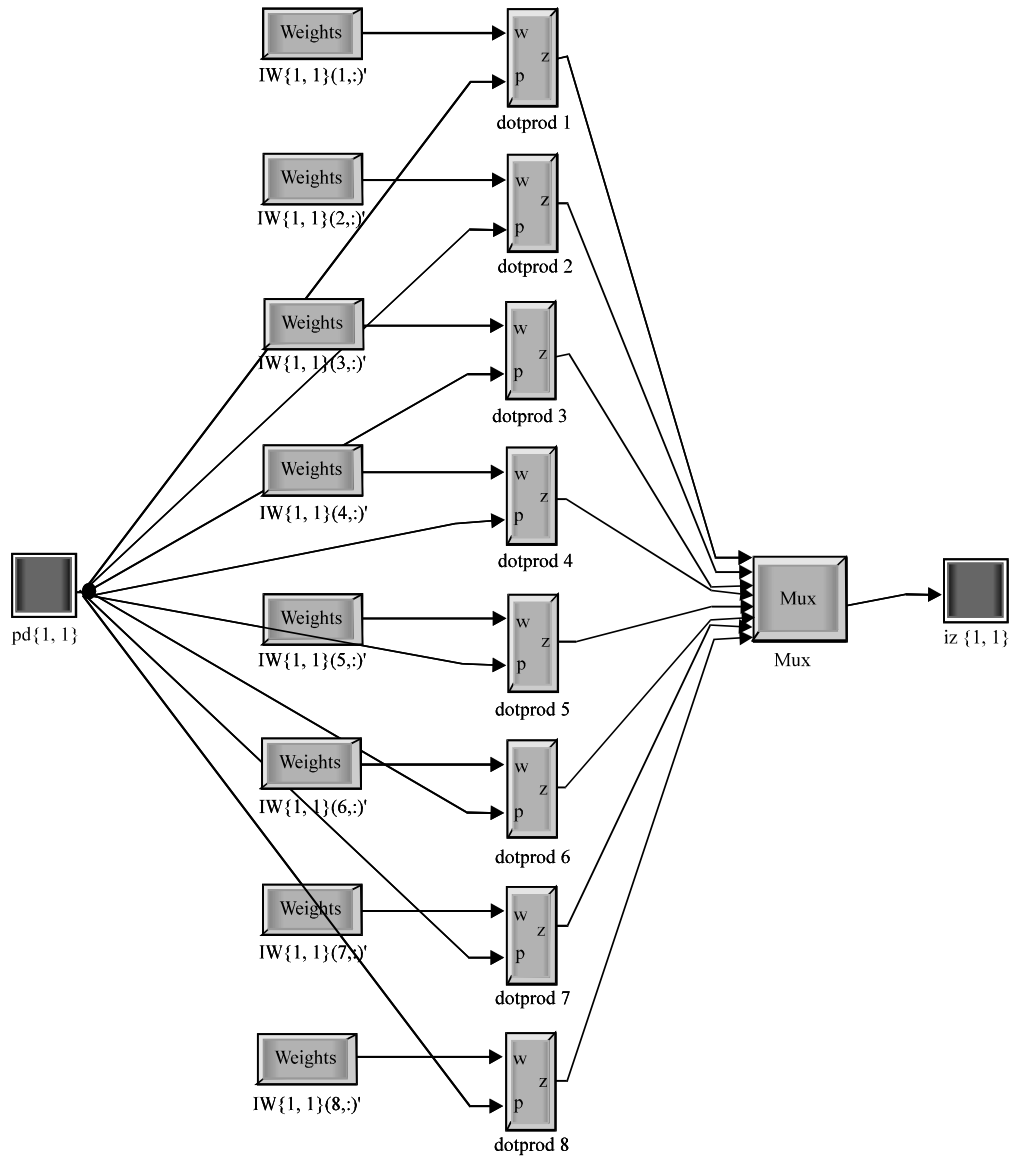 Weights
w
z
p
IW{1, 1}(1,:)'
dotprod 1
Weights
w
z
p
IW{1, 1}(2,:)'
dotprod 2
Weights
w
z
p
IW{1, 1}(3,:)'
dotprod 3
Weights
w
z
p
IW{1, 1}(4,:)'
dotprod 4
pd{1, 1}
Weights
w
z
p
IW{1, 1}(5,:)'
dotprod 5
Mux
Mux
iz {1, 1}
Weights
w
z
p
IW{1, 1}(6,:)'
dotprod 6
Weights
w
z
p
IW{1, 1}(7,:)'
dotprod 7
Weights
w
z
p
IW{1, 1}(8,:)'
dotprod 8